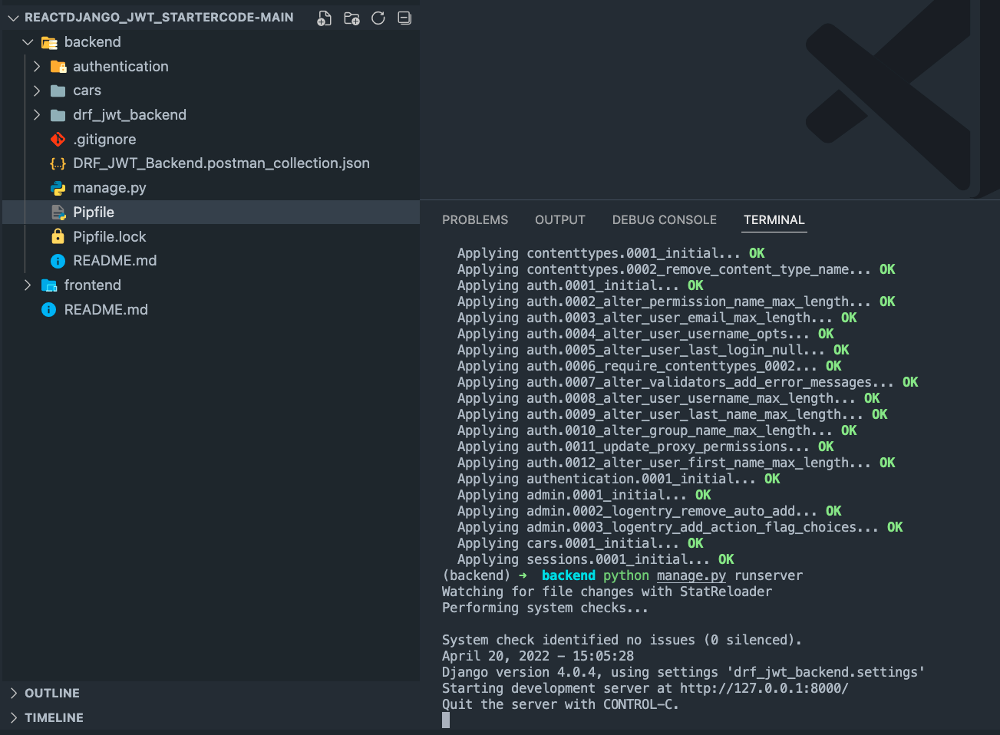 REACTDJANGO_JWT_STARTERCODE-MAIN
backend
authentication
cars
drf_jwt_backend
.gitignore
{..} DRF_JWT_Backend.postman_collection.json
manage.py
Pipfile
Pipfile.lock
README.md
frontend
README.md
OUTLINE
TIMELINE
PROBLEMS OUTPUT DEBUG CONSOLE TERMINAL
Applying contenttypes.0001_initial... OK
Applying contenttypes.0002_remove_content_type_name... OK
Applying auth.0001_initial... OK
Applying auth.0002_alter_permission_name_max_length... OK
Applying auth.0003_alter_user_email_max_length... OK
Applying auth.0004_alter_user_username_opts... OK
Applying auth.0005_alter_user_last_login_null... OK
Applying auth.0006_require_contenttypes_0002... OK
Applying auth.0007_alter_validators_add_error_messages... OK
Applying auth.0008_alter_user_username_max_length... OK
Applying auth.0009_alter_user_last_name_max_length... OK
Applying auth.0010_alter_group_name_max_length... OK
Applying auth.0011_update_proxy_permissions... OK
Applying auth.0012_alter_user_first_name_max_length... OK
Applying authentication.0001_initial... OK
Applying admin.0001_initial... OK
Applying admin.0002_logentry_remove_auto_add... OK
Applying admin.0003_logentry_add_action_flag_choices... OK
Applying cars.0001_initial... OK
Applying sessions.0001_initial... OK
(backend) ➜ backend python manage.py runserver
Watching for file changes with StatReloader
Performing system checks...
System check identified no issues (0 silenced).
April 20, 2022 - 15:05:28
Django version 4.0.4, using settings 'drf_jwt_backend.settings'
Starting development server at http://127.0.0.1:8000/
Quit the server with CONTROL-C.